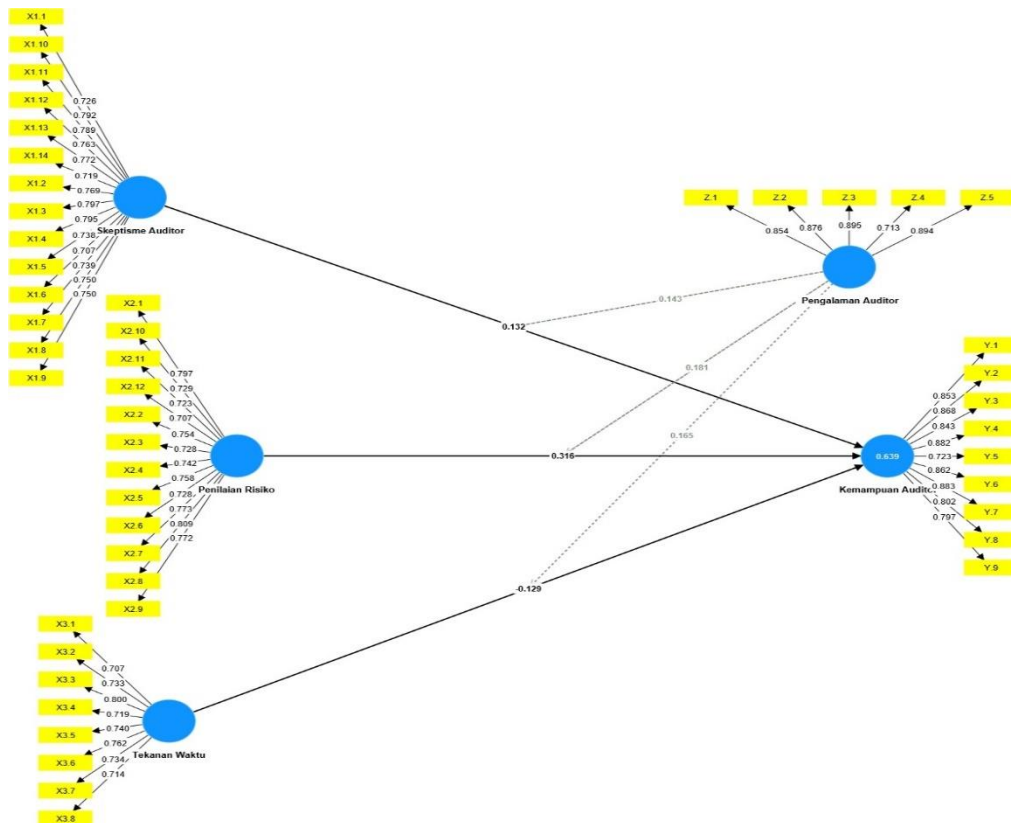 X1.1
X1.10
X1.11
X1.12
X1.13
X1.14
X1.2
X1.3
X1.4
X1.5
X1.6
X1.7
X1.8
X1.9
0.726
0.792
0.789
0.763
0.772
0.719
0.769
0.797
0.795
0.738
0.707
0.739
0.750
0.750
Skeptisme Auditor
X2.1
X2.10
X2.11
X2.12
X2.2
X2.3
X2.4
X2.5
X2.6
X2.7
X2.8
X2.9
0.797
0.729
0.723
0.707
0.754
0.728
0.742
0.758
0.728
0.773
0.809
0.772
Penilaian Risiko
X3.1
X3.2
X3.3
X3.4
X3.5
X3.6
X3.7
X3.8
0.707
0.733
0.800
0.719
0.740
0.762
0.734
0.714
Tekanan Waktu
0.132
0.316
-0.129
0.143
0.181
0.165
Z.1
Z.2
Z.3
Z.4
Z.5
0.854
0.876
0.895
0.713
0.894
Pengalaman Auditor
Y.1
Y.2
Y.3
Y.4
Y.5
Y.6
Y.7
Y.8
Y.9
0.853
0.868
0.843
0.882
0.723
0.862
0.883
0.802
0.797
0.639
Kemampuan Auditor